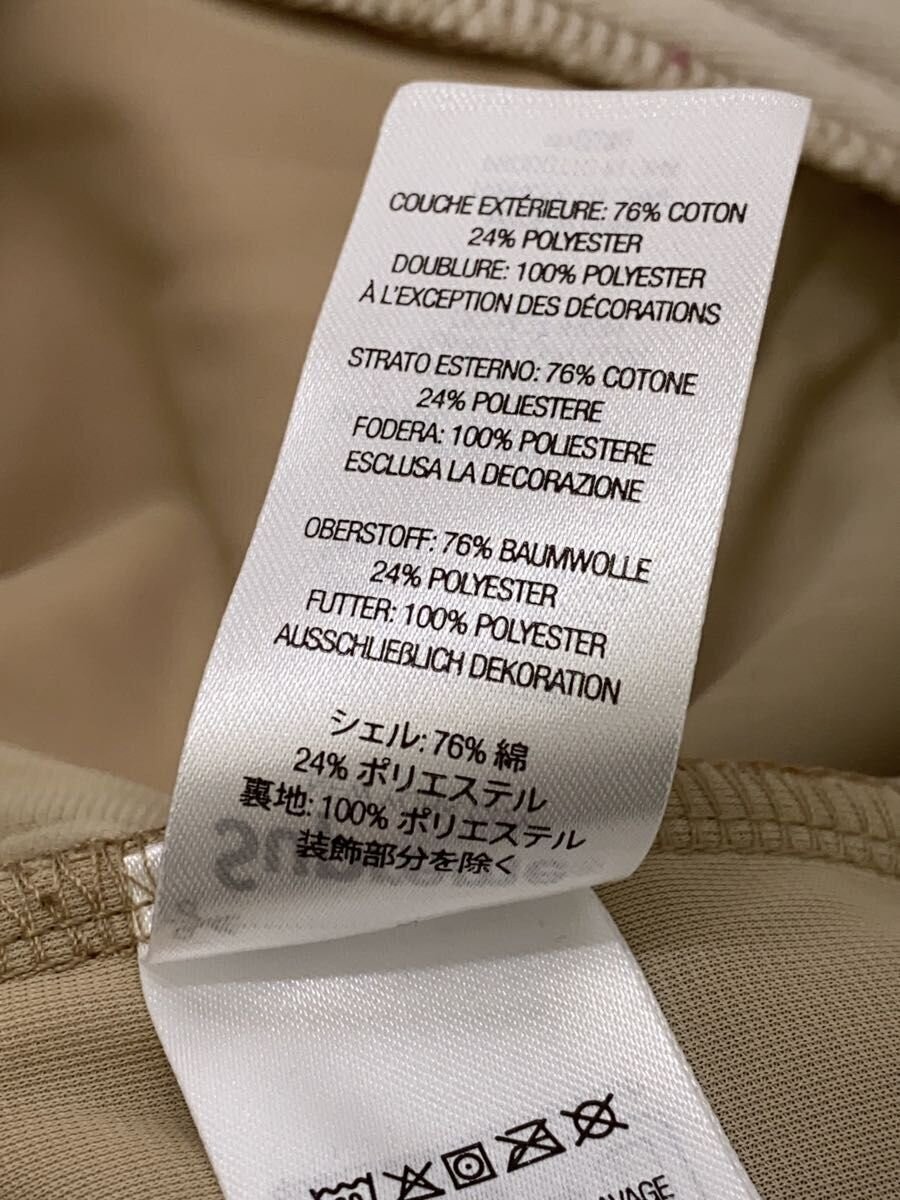 COUCHE EXTÉRIEURE: 76% COTON
24% POLYESTER
DOUBLURE: 100% POLYESTER
À L'EXCEPTION DES DÉCORATIONS
STRATO ESTERNO: 76% COTONE
24% POLIESTERE
FODERA: 100% POLIESTERE
ESCLUSA LA DECORAZIONE
OBERSTOFF: 76% BAUMWOLLE
24% POLYESTER
FUTTER: 100% POLYESTER
AUSSCHLIEßLICH DEKORATION
シェル: 76% 綿
24% ポリエステル
裏地: 100% ポリエステル
装飾部分を除く